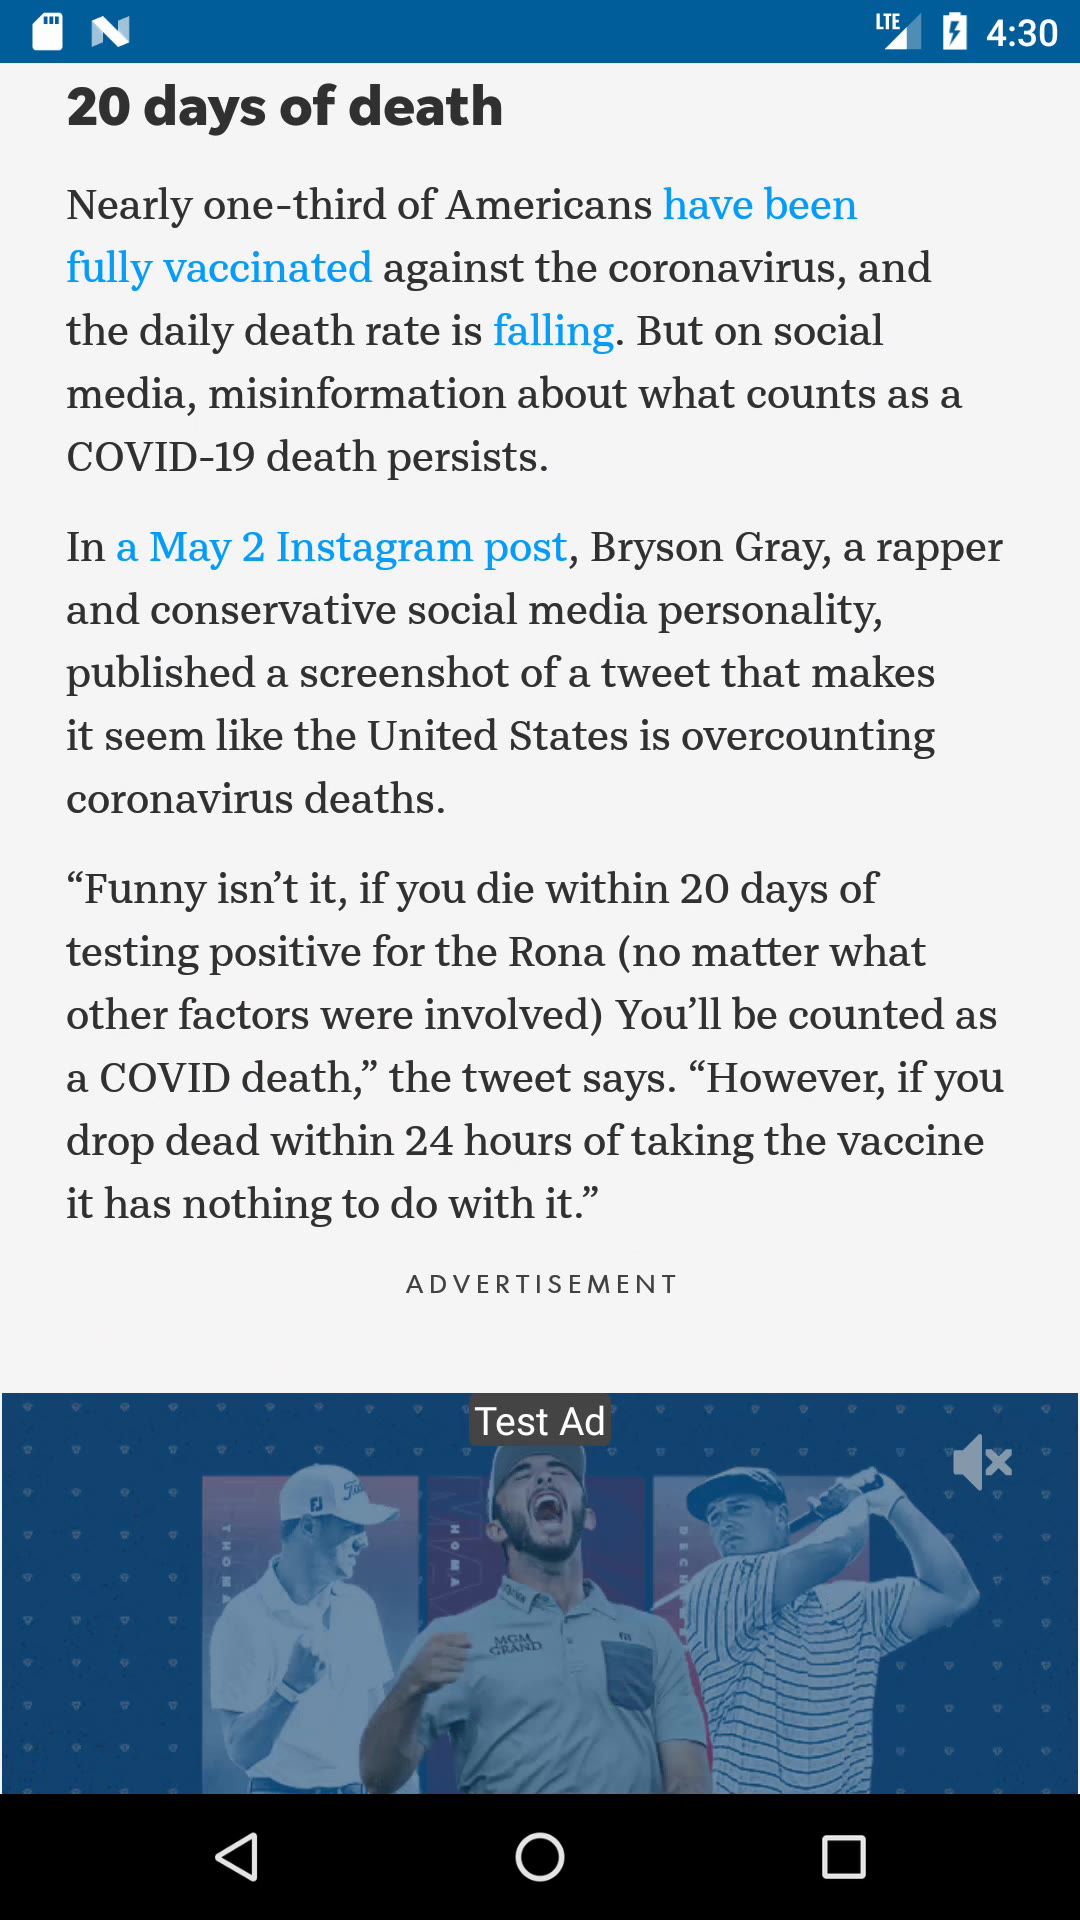 LTE 4:30
20 days of death
Nearly one-third of Americans have been
fully vaccinated against the coronavirus, and
the daily death rate is falling. But on social
media, misinformation about what counts as a
COVID-19 death persists.
In a May 2 Instagram post, Bryson Gray, a rapper
and conservative social media personality,
published a screenshot of a tweet that makes
it seem like the United States is overcounting
coronavirus deaths.
“Funny isn’t it, if you die within 20 days of
testing positive for the Rona (no matter what
other factors were involved) You’ll be counted as
a COVID death,” the tweet says. “However, if you
drop dead within 24 hours of taking the vaccine
it has nothing to do with it.”
ADVERTISEMENT
Test Ad
FJ
HOMA
MGM
GRAND